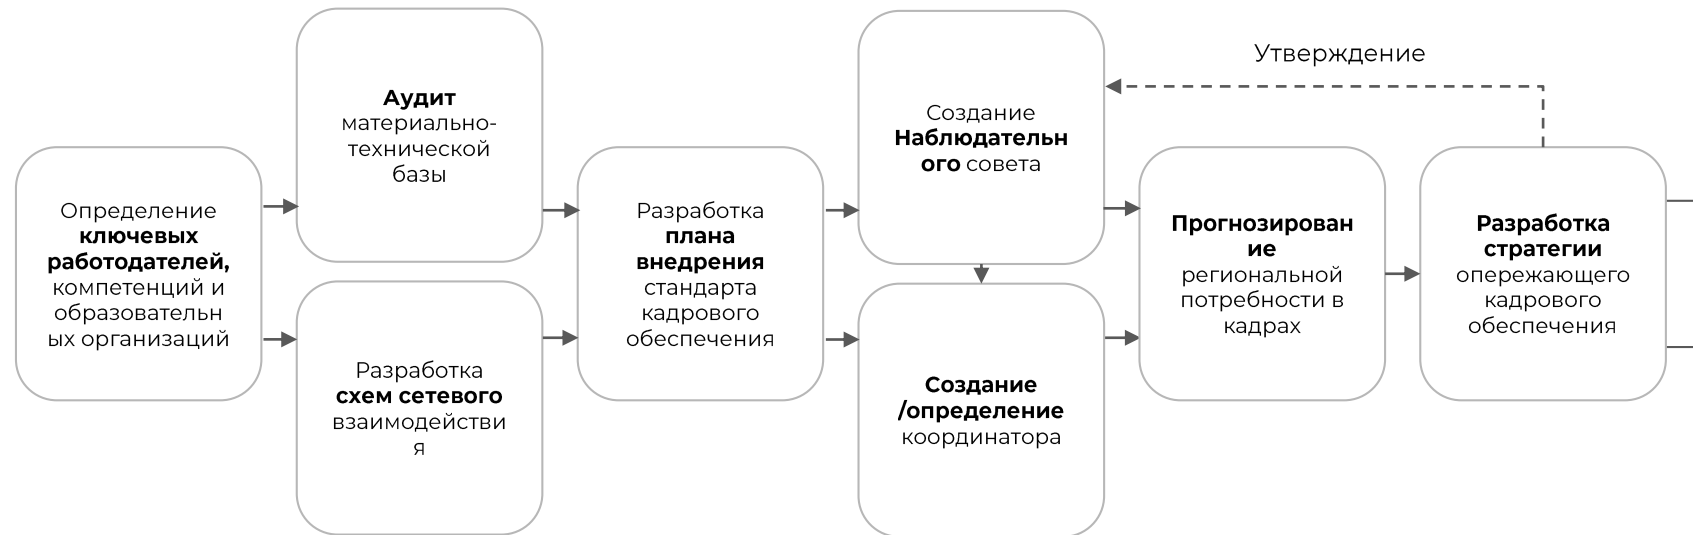 Определение
ключевых
работодателей,
компетенций и
образовательн
ых организаций
Аудит
материально-
технической
базы
Разработка
схем сетевого
взаимодействи
я
Разработка
плана
внедрения
стандарта
кадрового
обеспечения
Создание
Наблюдательн
ого совета
Создание
/определение
координатора
Прогнозирован
ие
региональной
потребности в
кадрах
Утверждение
Разработка
стратегии
опережающего
кадрового
обеспечения